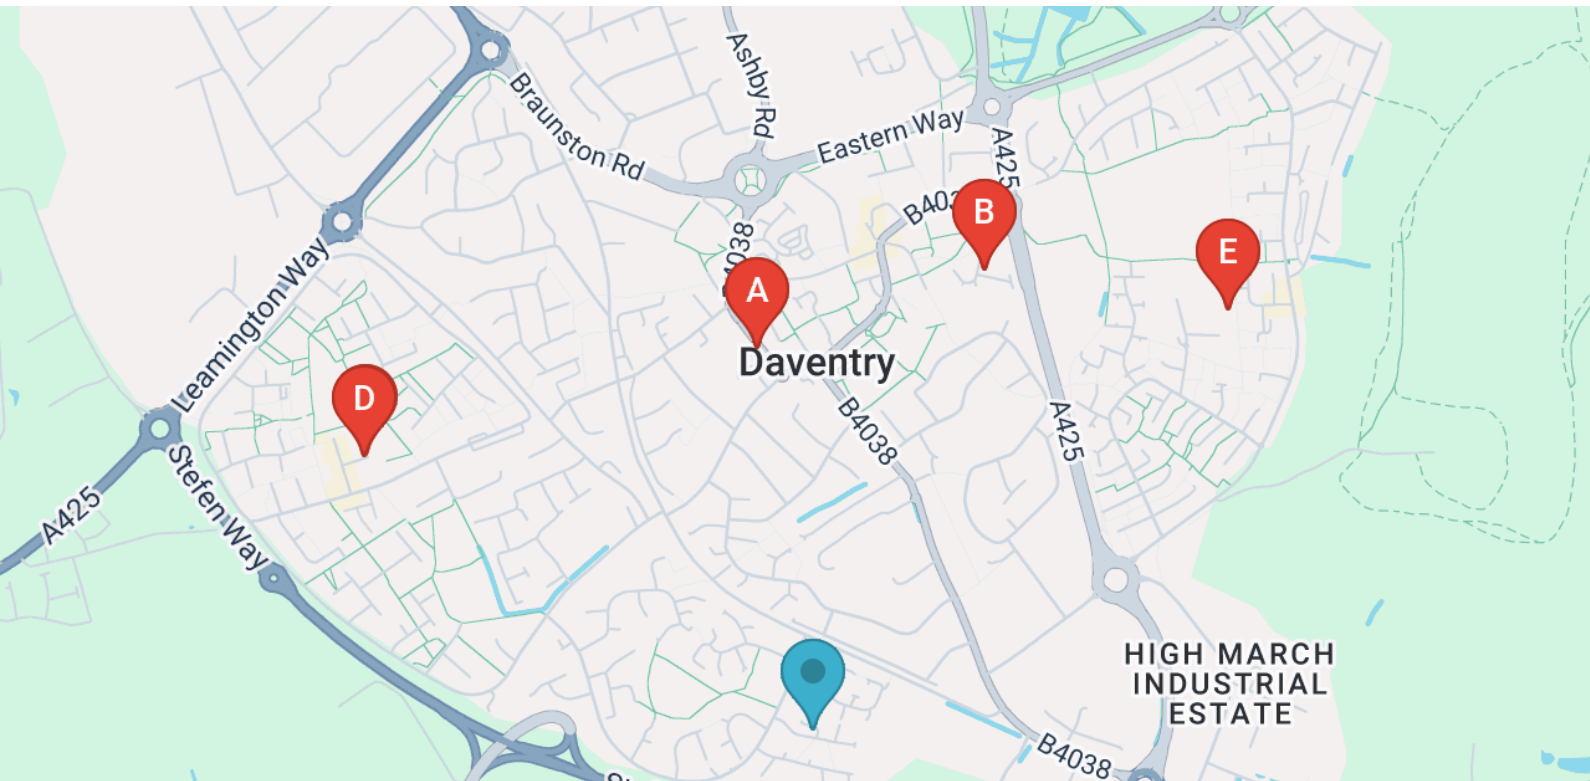 Ashby Rd
Braunston Rd
Eastern Way
A425
B403
B
B4038
E
A
Leamington Way
Daventry
D
B4038
A425
Stefen Way
A425
HIGH MARCH
INDUSTRIAL
ESTATE
B4038